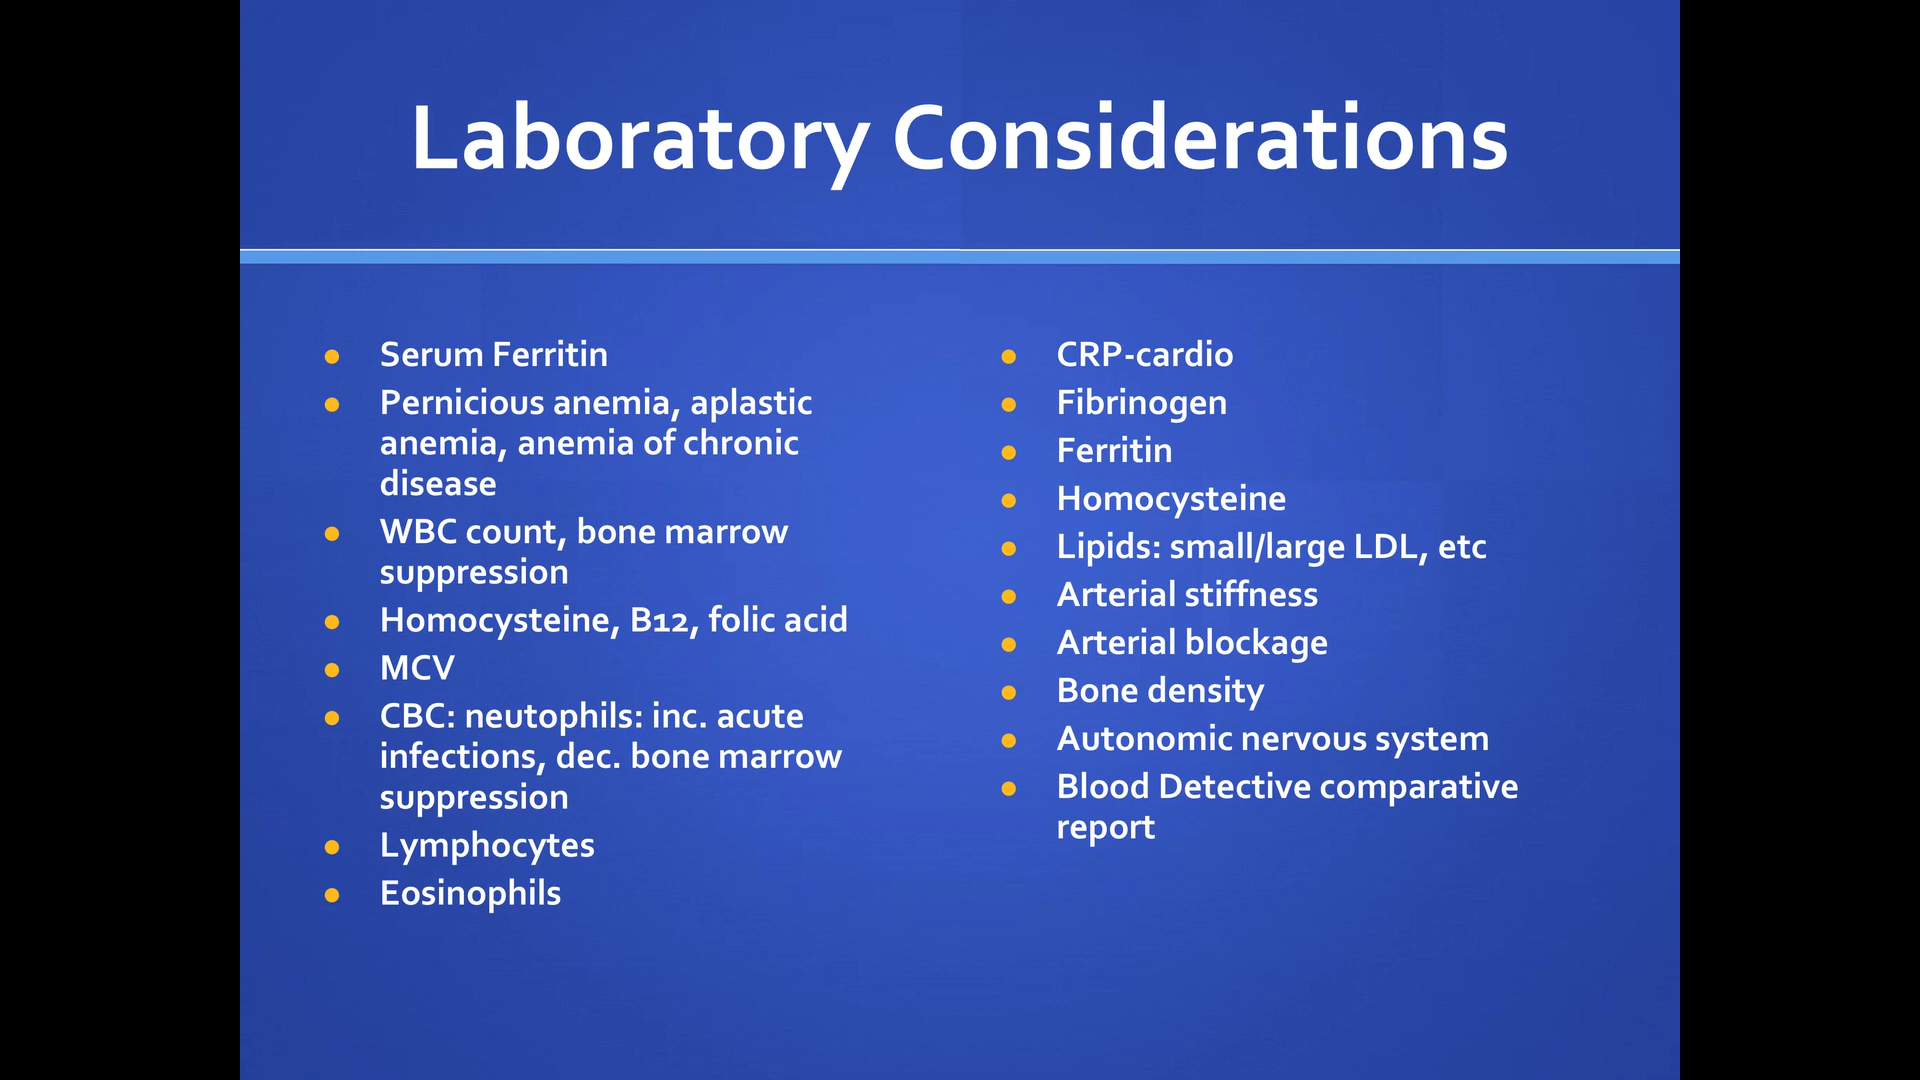 Laboratory Considerations
Serum Ferritin
Pernicious anemia, aplastic
anemia, anemia of chronic
disease
WBC count, bone marrow
suppression
Homocysteine, B12, folic acid
MCV
CBC: neutophils: inc. acute
infections, dec. bone marrow
suppression
Lymphocytes
Eosinophils
CRP-cardio
Fibrinogen
Ferritin
Homocysteine
Lipids: small/large LDL, etc
Arterial stiffness
Arterial blockage
Bone density
Autonomic nervous system
Blood Detective comparative
report